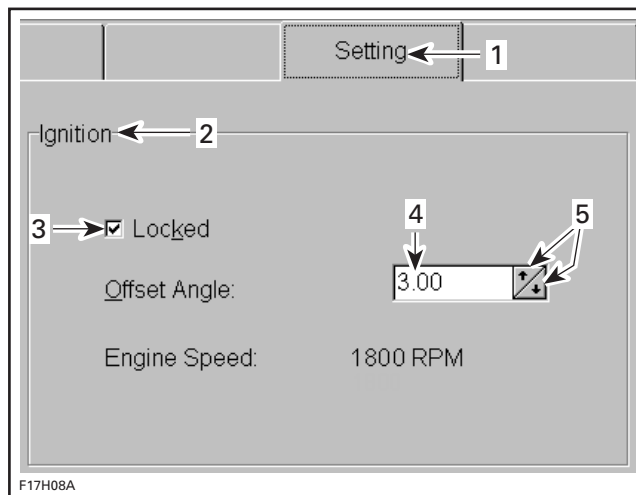 Setting 1
Ignition 2
3 Locked
4 5
Offset Angle: 3.00
Engine Speed: 1800 RPM
F17H08A